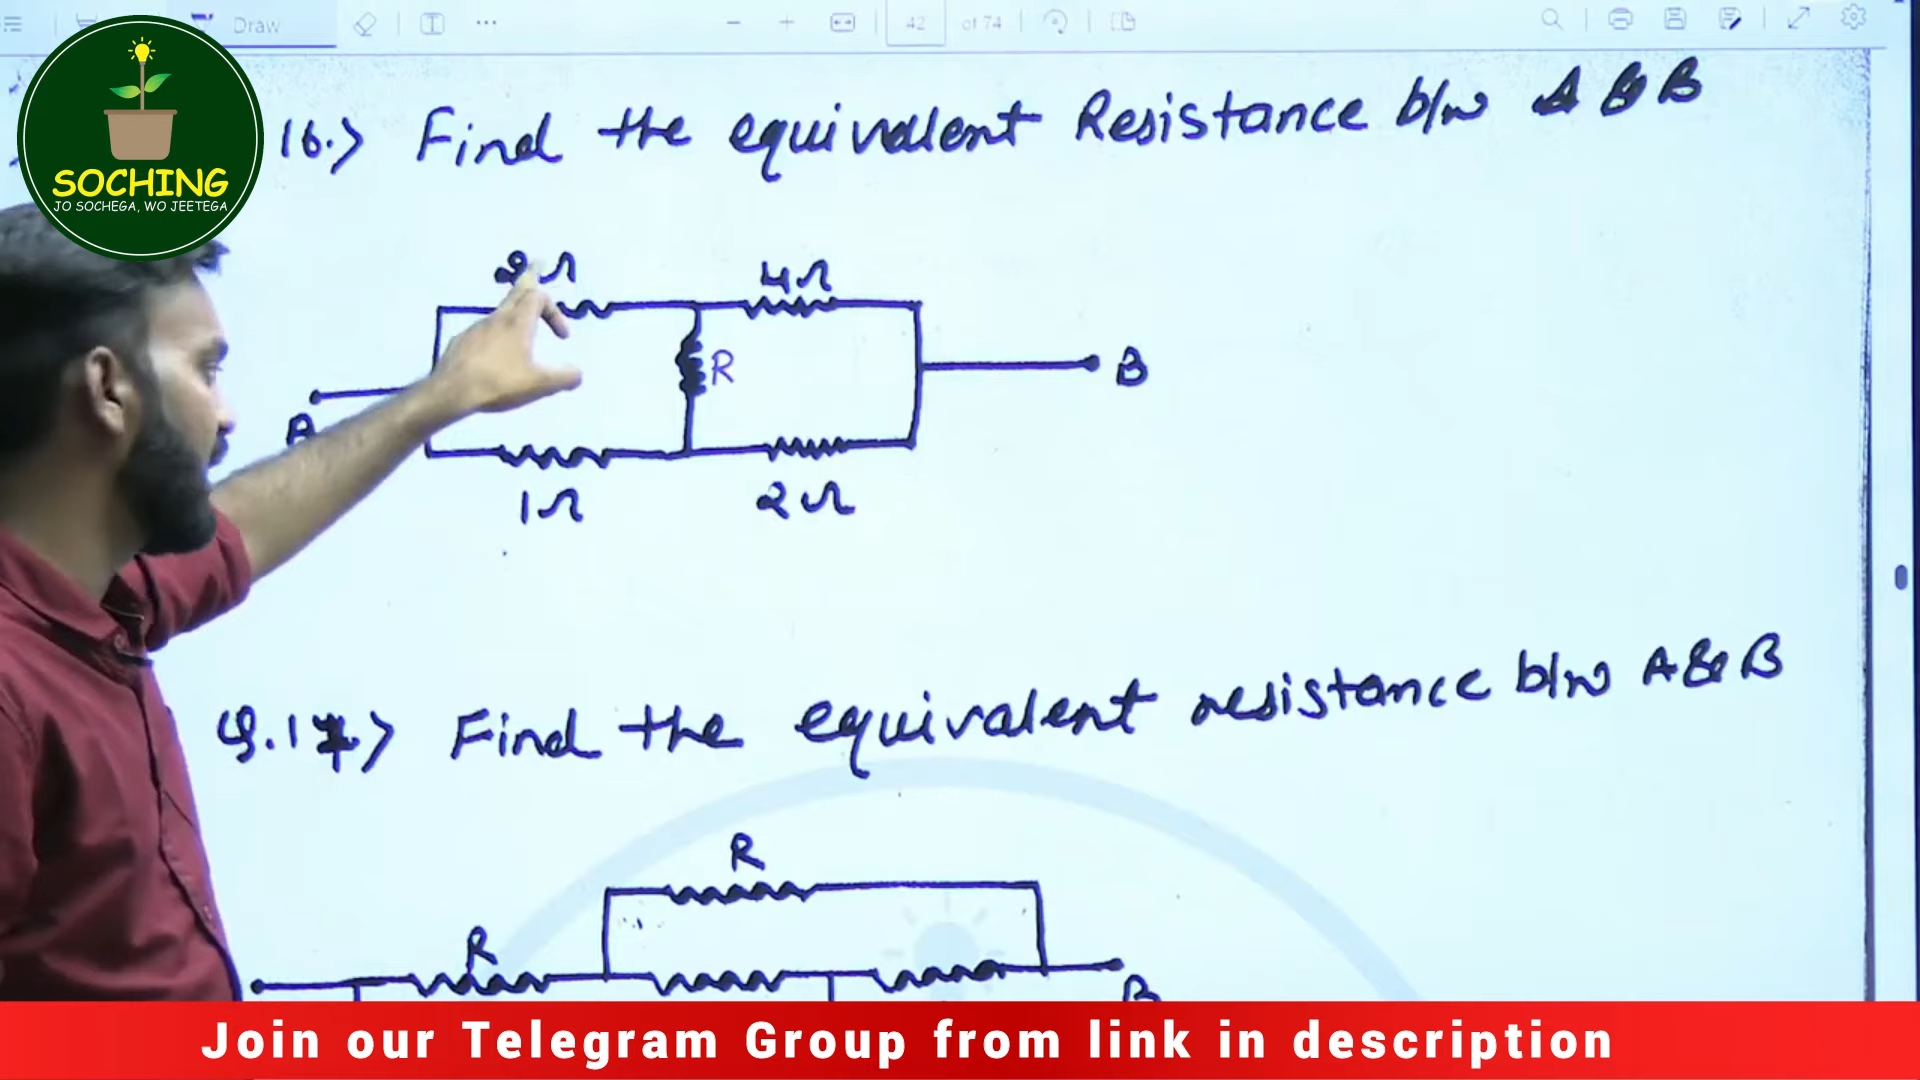 Draw
42 of 74
SOCHING
JO SOCHEGA, WO JEETEGA
16.> Find the equivalent Resistance b/w A & B
2Ω 4Ω
R
A B
1Ω 2Ω
Q.17.> Find the equivalent resistance b/w A & B
R
R
B
Join our Telegram Group from link in description